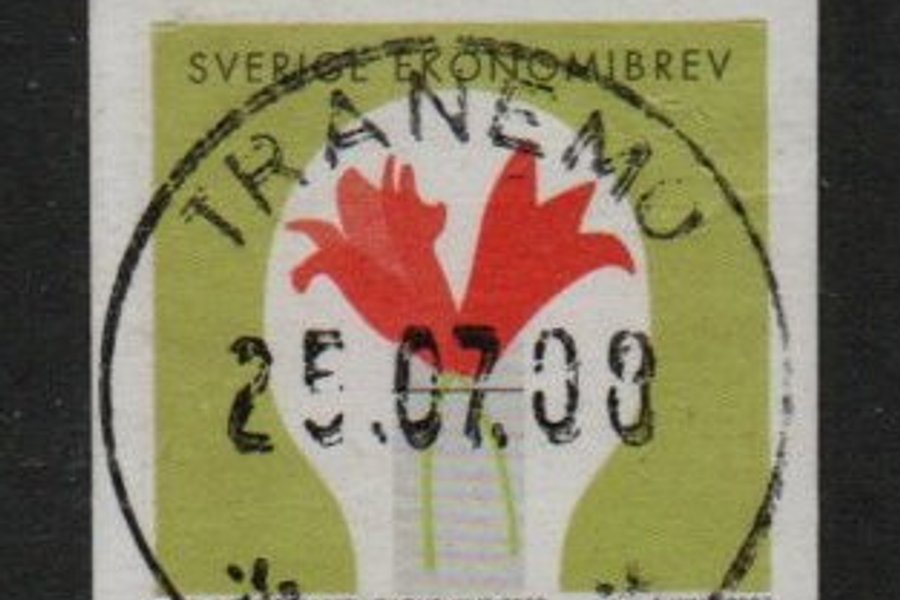 SVERIGE EKONOMIBREV
TRANEMO
25.07.08